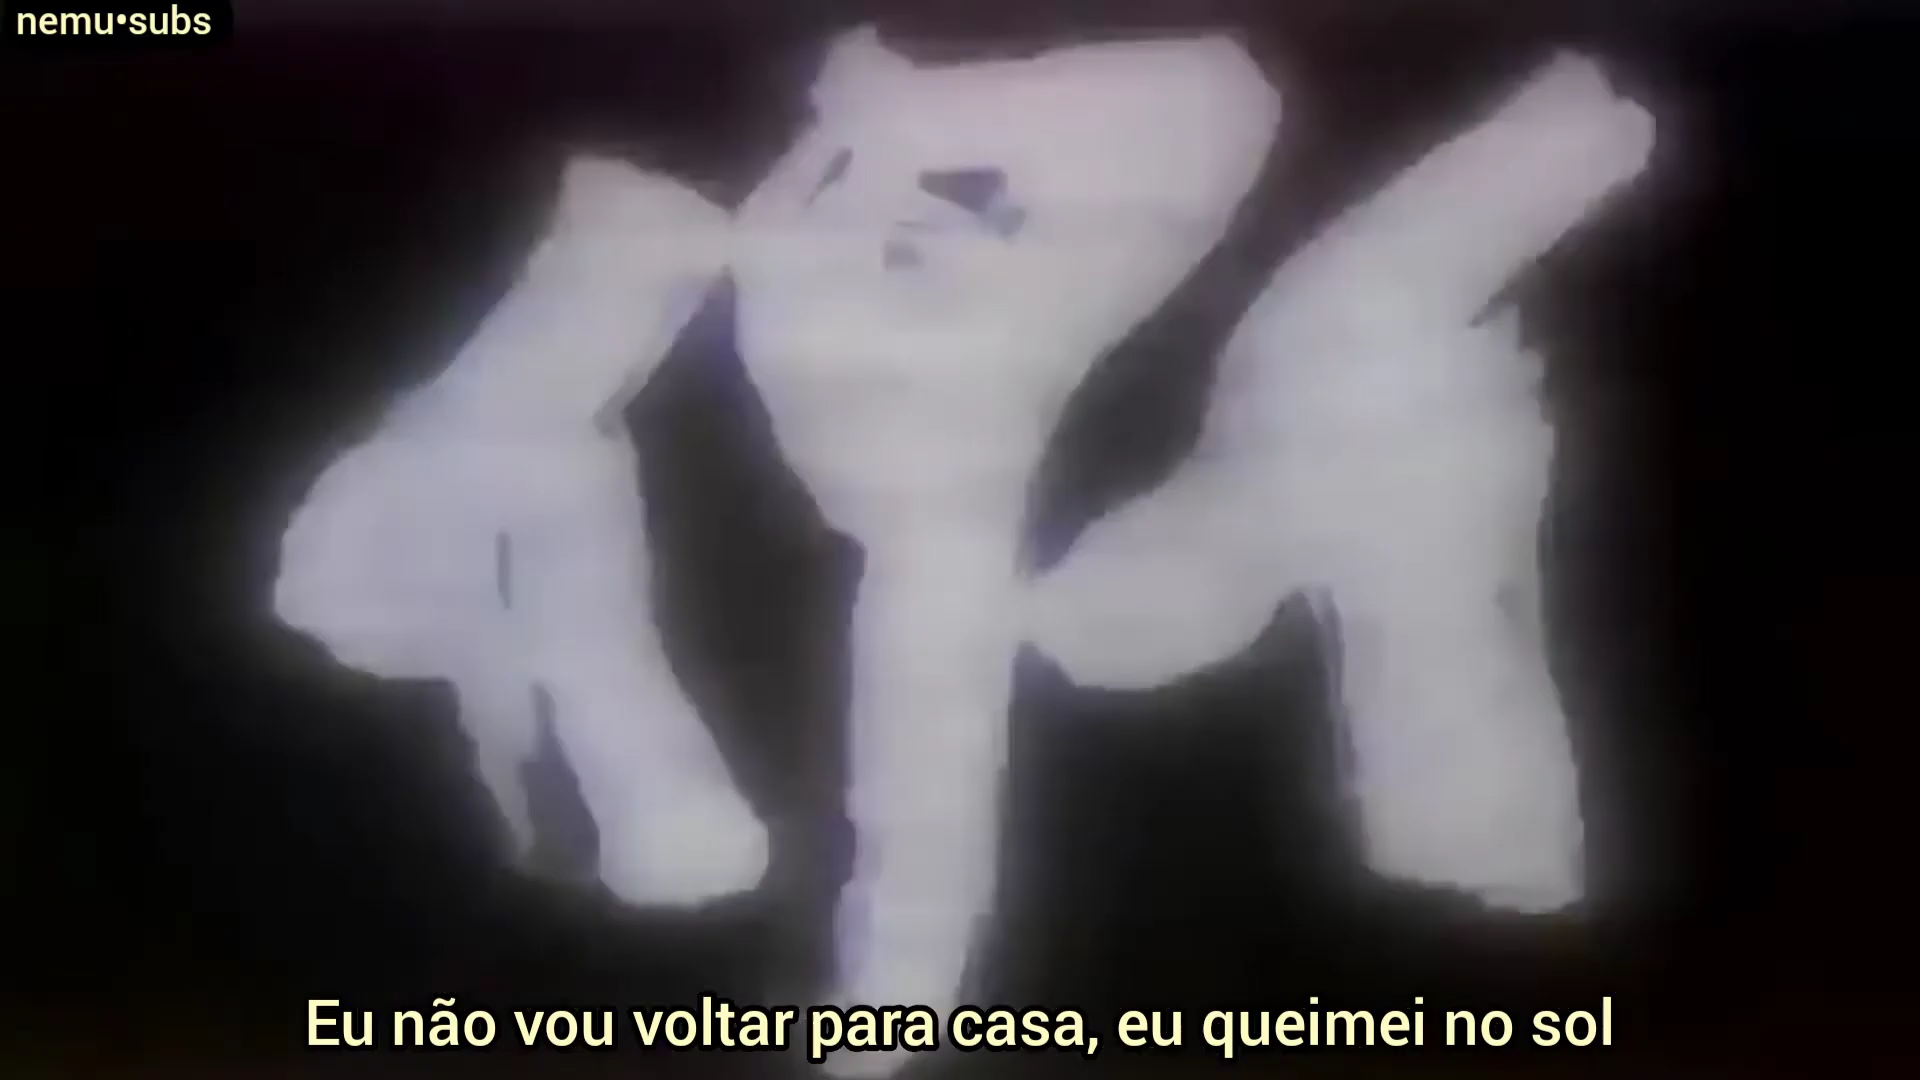 nemu•subs
Eu não vou voltar para casa, eu queimei no sol